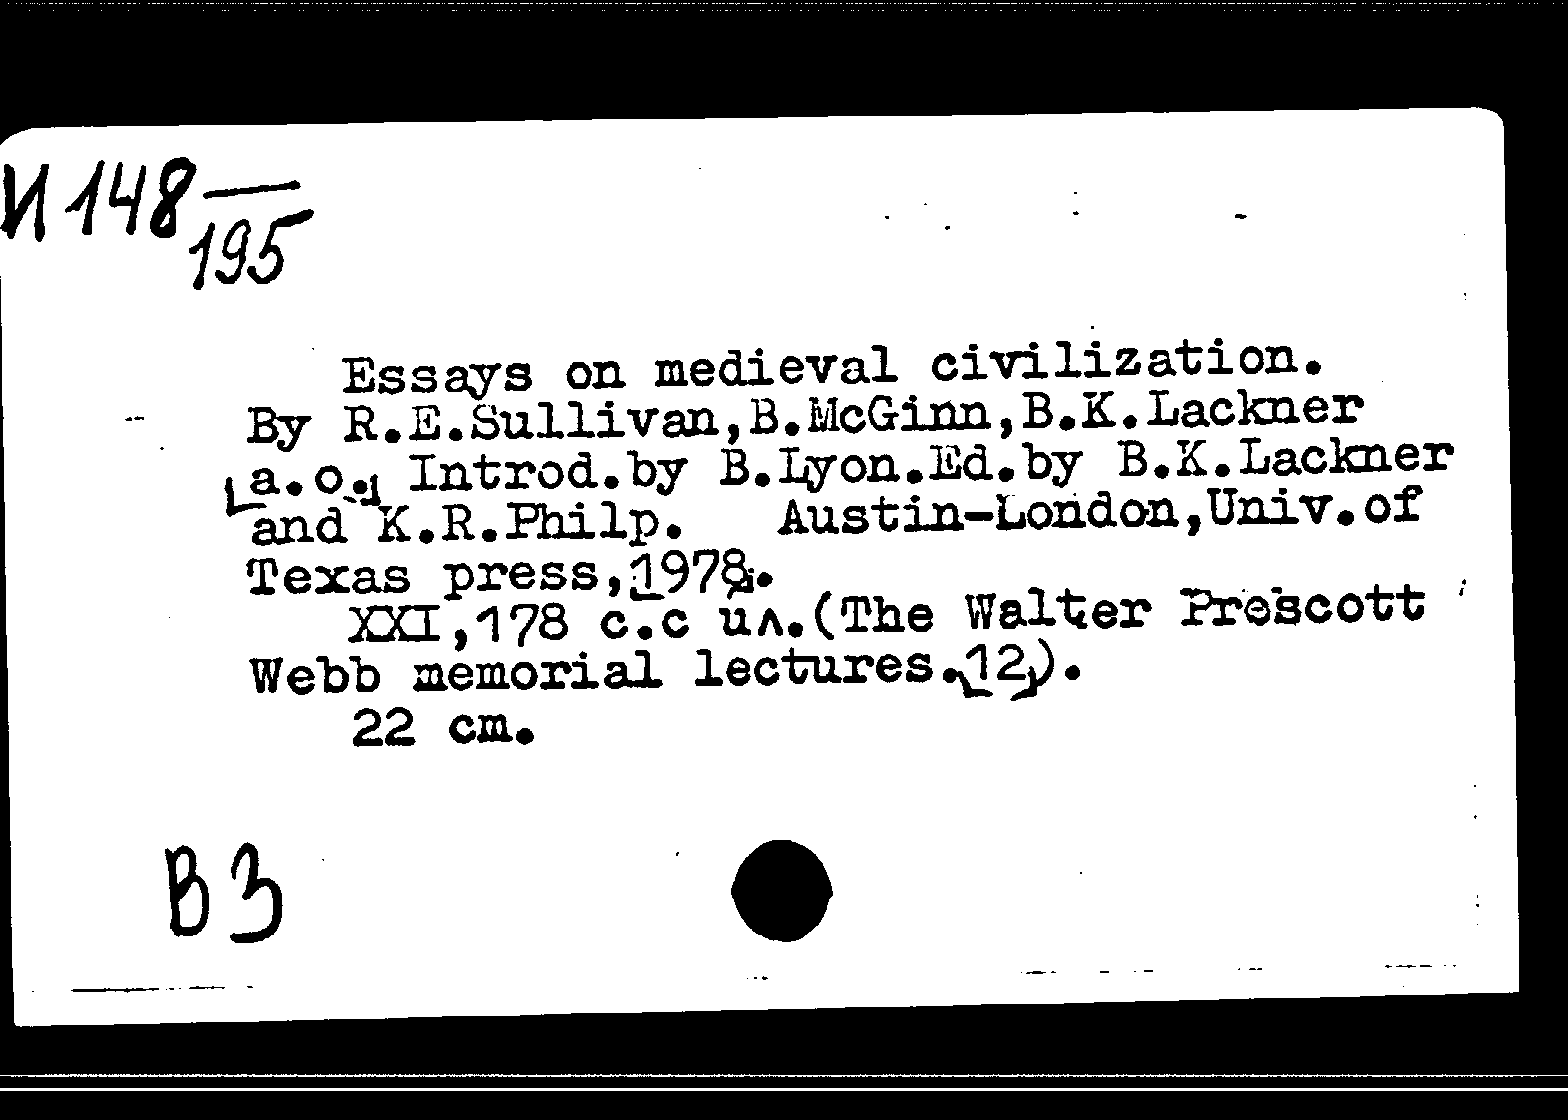 И 148
195
Essays on medieval civilization.
By R.E.Sullivan,B.McGinn,B.K.Lackner
[a.o.] Introd.by B.Lyon.Ed.by B.K.Lackner
and K.R.Philp. Austin-London,Univ.of
Texas press,[1978].
XXI,178 c.с ил.(The Walter Prescott
Webb memorial lectures.[12]).
22 cm.
В3